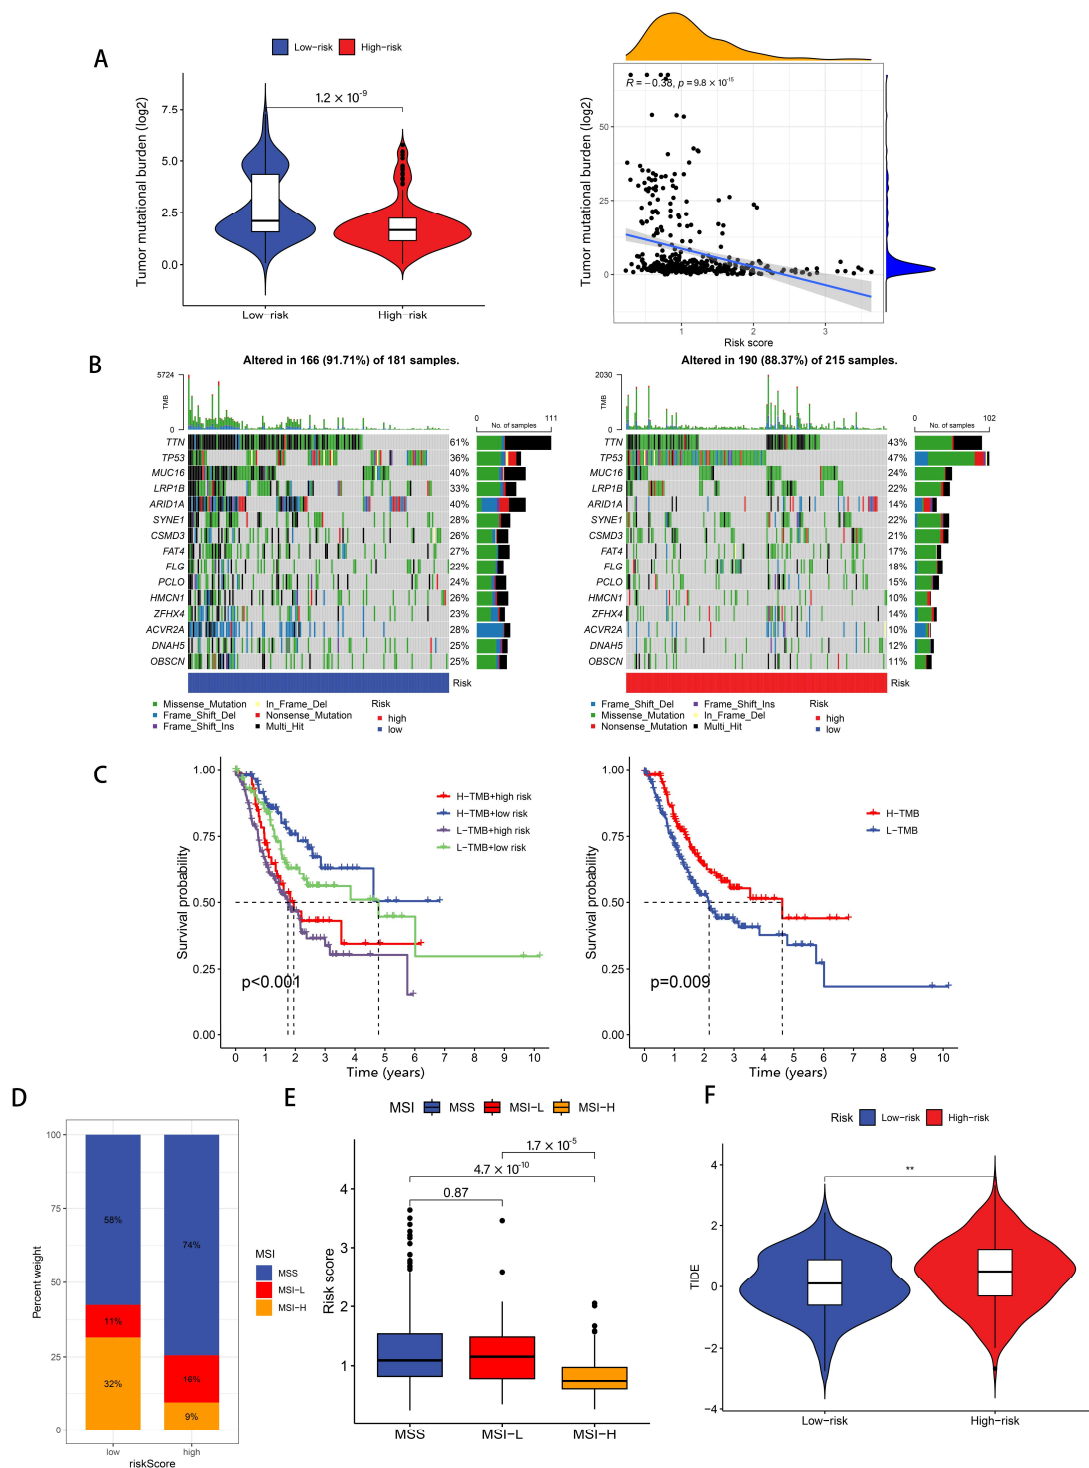 A
Low-risk High-risk
Tumor mutational burden (log2)
7.5
5.0
2.5
0.0
1.2 × 10-9
Low-risk High-risk
Tumor mutational burden (log2)
50
25
0
R = -0.38, p = 9.8 × 10-15
1 2 3
Risk score
B
Altered in 166 (91.71%) of 181 samples.
5724
TMB
0
0 111
No. of samples
TTN 61%
TP53 36%
MUC16 40%
LRP1B 33%
ARID1A 40%
SYNE1 28%
CSMD3 26%
FAT4 27%
FLG 22%
PCLO 24%
HMCN1 26%
ZFHX4 23%
ACVR2A 28%
DNAH5 25%
OBSCN 25%
Risk
Missense_Mutation In_Frame_Del Risk
Frame_Shift_Del Nonsense_Mutation high
Frame_Shift_Ins Multi_Hit low
Altered in 190 (88.37%) of 215 samples.
2030
TMB
0
0 102
No. of samples
TTN 43%
TP53 47%
MUC16 24%
LRP1B 22%
ARID1A 14%
SYNE1 22%
CSMD3 21%
FAT4 17%
FLG 18%
PCLO 15%
HMCN1 10%
ZFHX4 14%
ACVR2A 10%
DNAH5 12%
OBSCN 11%
Risk
Frame_Shift_Del Frame_Shift_Ins Risk
Missense_Mutation In_Frame_Del high
Nonsense_Mutation Multi_Hit low
C
Survival probability
1.00
0.75
0.50
0.25
0.00
H-TMB+high risk
H-TMB+low risk
L-TMB+high risk
L-TMB+low risk
p<0.001
0 1 2 3 4 5 6 7 8 9 10
Time (years)
Survival probability
1.00
0.75
0.50
0.25
0.00
H-TMB
L-TMB
p=0.009
0 1 2 3 4 5 6 7 8 9 10
Time (years)
D
Percent weight
100
75
50
25
0
58%
11%
32%
74%
16%
9%
low high
riskScore
MSI
MSS
MSI-L
MSI-H
E
MSI MSS MSI-L MSI-H
Risk score
4
3
2
1
1.7 × 10-5
4.7 × 10-10
0.87
MSS MSI-L MSI-H
F
Risk Low-risk High-risk
TIDE
4
2
0
-2
-4
**
Low-risk High-risk